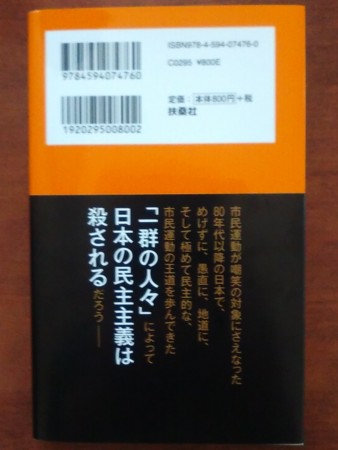 ISBN978-4-594-07476-0
C0295 ¥800E
定価：本体800円+税
扶桑社
9784594074760
1920295008002
市民運動が嘲笑の対象にさえなった
80年代以降の日本で、
めげずに、愚直に、地道に、
そして極めて民主的な、
市民運動の王道を歩んできた
「一群の人々」によって
日本の民主主義は
殺されるだろう――